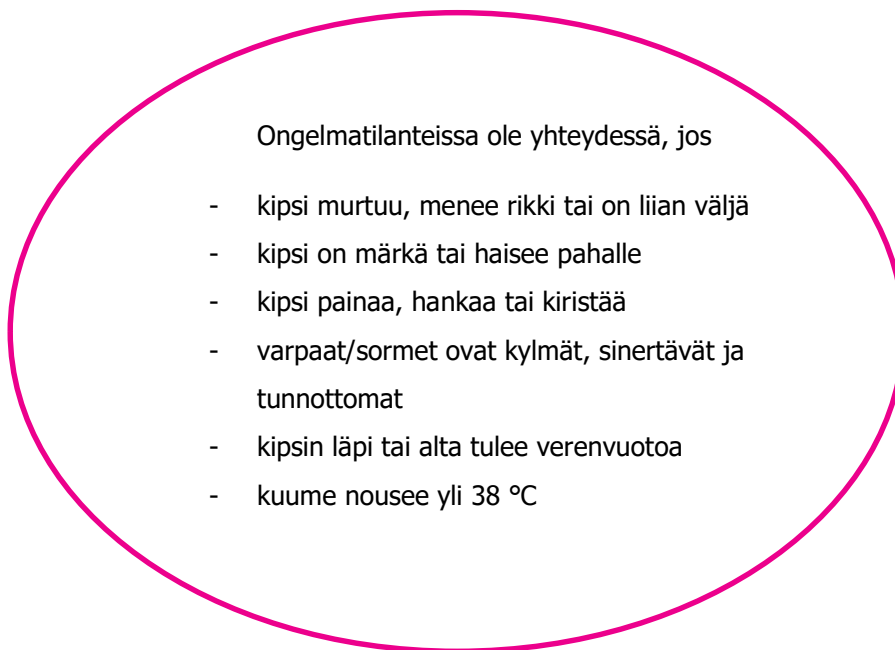 Ongelmatilanteissa ole yhteydessä, jos
- kipsi murtuu, menee rikki tai on liian väljä
- kipsi on märkä tai haisee pahalle
- kipsi painaa, hankaa tai kiristää
- varpaat/sormet ovat kylmät, sinertävät ja
tunnottomat
- kipsin läpi tai alta tulee verenvuotoa
- kuume nousee yli 38 °C